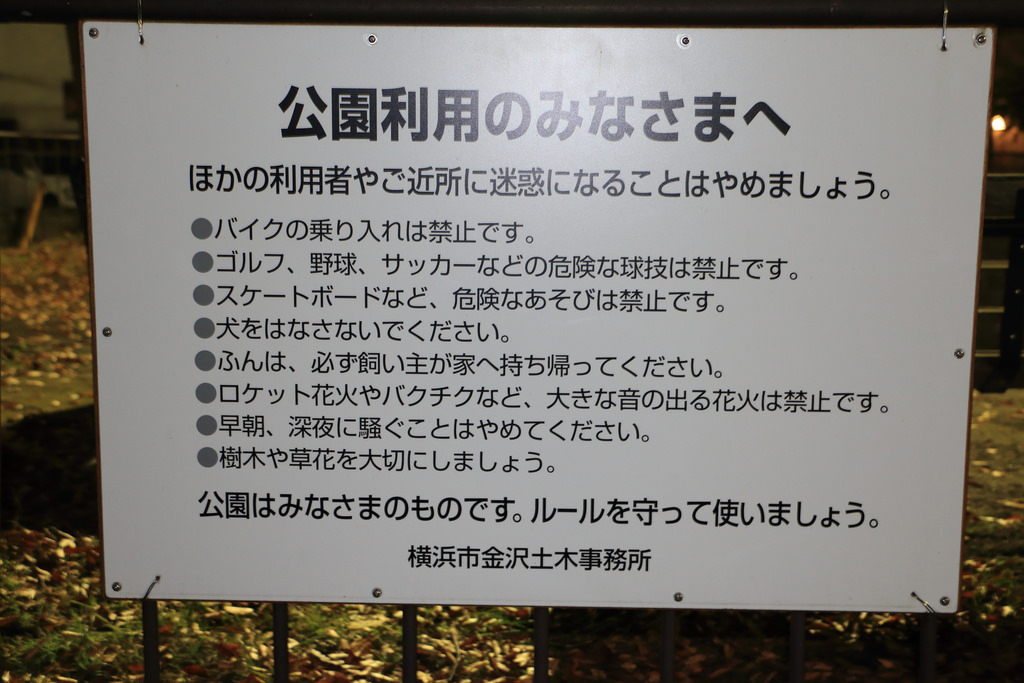 公園利用のみなさまへ
ほかの利用者やご近所に迷惑になることはやめましょう。
●バイクの乗り入れは禁止です。
●ゴルフ、野球、サッカーなどの危険な球技は禁止です。
●スケートボードなど、危険なあそびは禁止です。
●犬をはなさないでください。
●ふんは、必ず飼い主が家へ持ち帰ってください。
●ロケット花火やバクチクなど、大きな音の出る花火は禁止です。
●早朝、深夜に騒ぐことはやめてください。
●樹木や草花を大切にしましょう。
公園はみなさまのものです。ルールを守って使いましょう。
横浜市金沢土木事務所